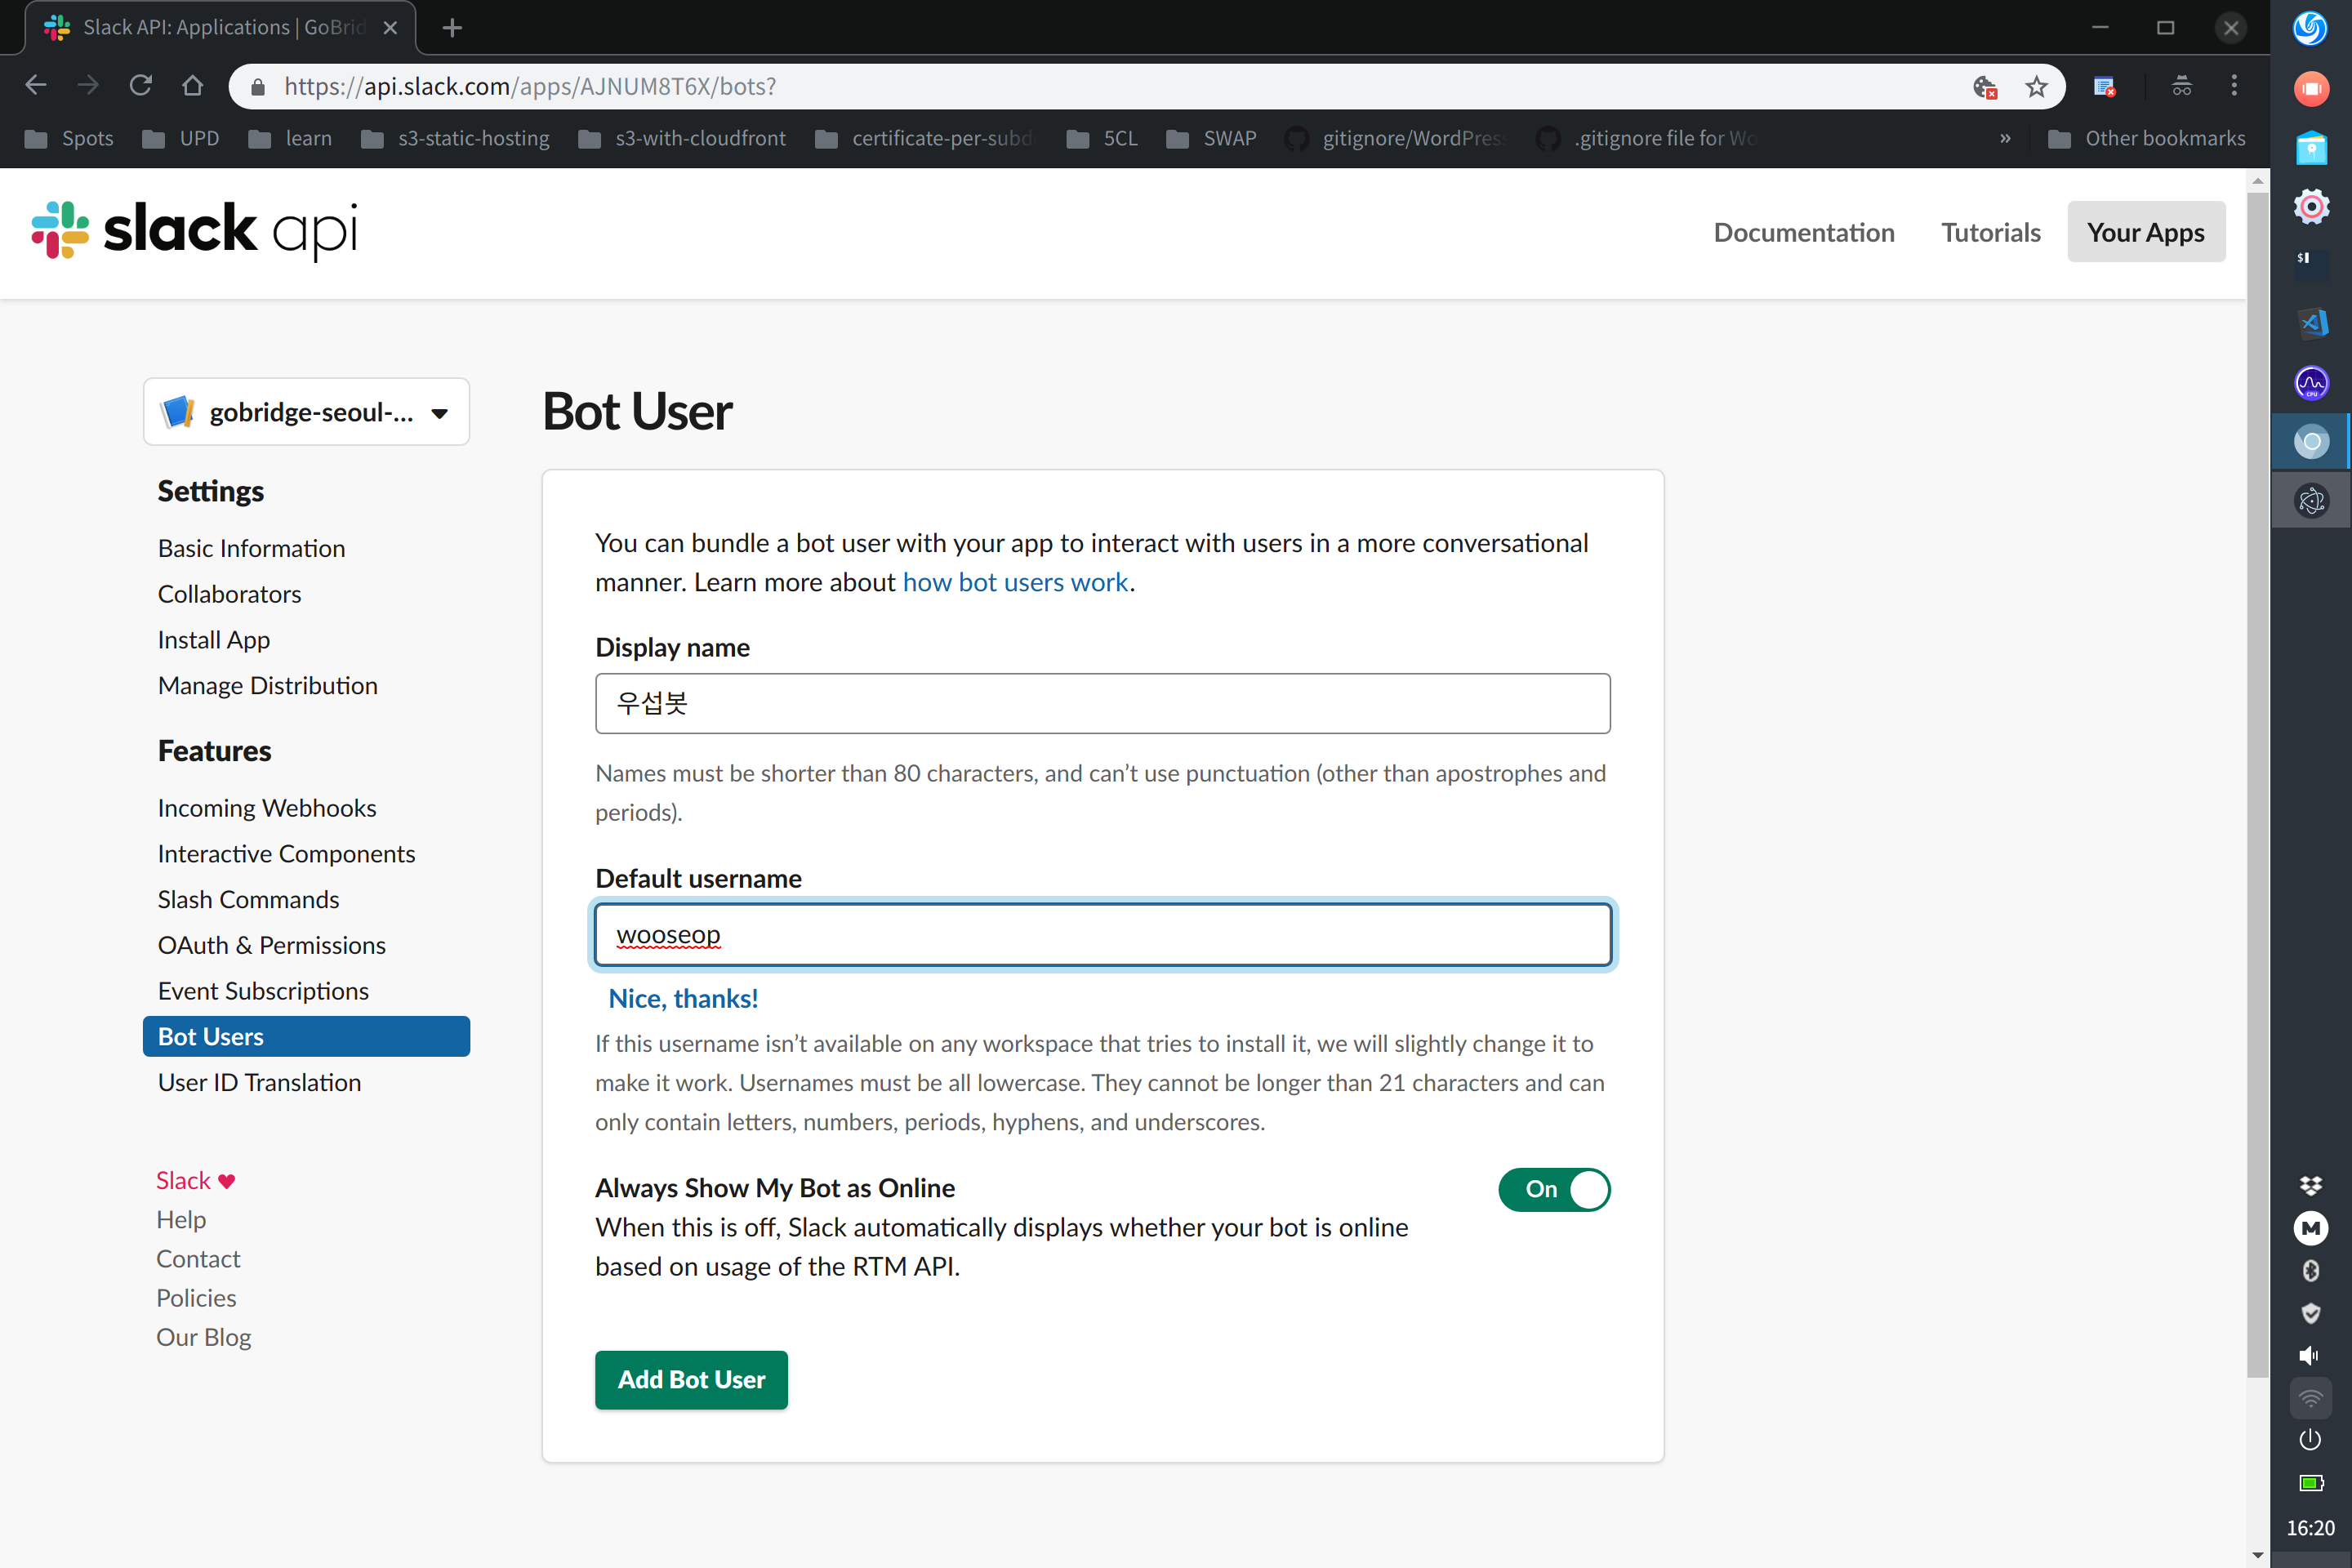 Slack API: Applications | GoBrid
https://api.slack.com/apps/AJNUM8T6X/bots?
Spots
UPD
learn
s3-static-hosting
s3-with-cloudfront
certificate-per-subd
5CL
SWAP
gitignore/WordPress
.gitignore file for Wo
»
Other bookmarks
slack api
Documentation
Tutorials
Your Apps
gobridge-seoul-...
Settings
Basic Information
Collaborators
Install App
Manage Distribution
Features
Incoming Webhooks
Interactive Components
Slash Commands
OAuth & Permissions
Event Subscriptions
Bot Users
User ID Translation
Slack ♥
Help
Contact
Policies
Our Blog
Bot User
You can bundle a bot user with your app to interact with users in a more conversational
manner. Learn more about how bot users work.
Display name
우섭봇
Names must be shorter than 80 characters, and can’t use punctuation (other than apostrophes and
periods).
Default username
wooseop
Nice, thanks!
If this username isn’t available on any workspace that tries to install it, we will slightly change it to
make it work. Usernames must be all lowercase. They cannot be longer than 21 characters and can
only contain letters, numbers, periods, hyphens, and underscores.
Always Show My Bot as Online
On
When this is off, Slack automatically displays whether your bot is online
based on usage of the RTM API.
Add Bot User
$
CPU
M
16:20